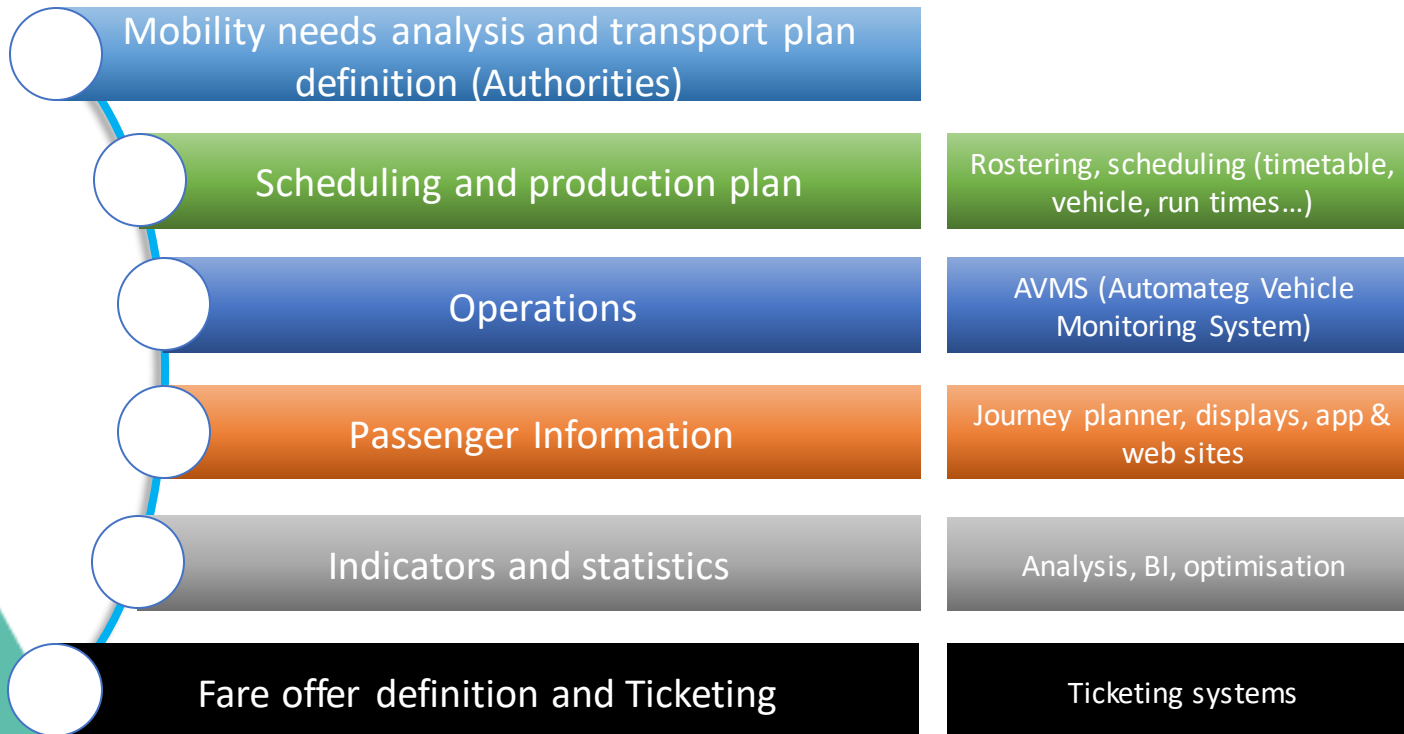 Mobility needs analysis and transport plan
definition (Authorities)
Scheduling and production plan
Rostering, scheduling (timetable,
vehicle, run times…)
Operations
AVMS (Automateg Vehicle
Monitoring System)
Passenger Information
Journey planner, displays, app &
web sites
Indicators and statistics
Analysis, BI, optimisation
Fare offer definition and Ticketing
Ticketing systems